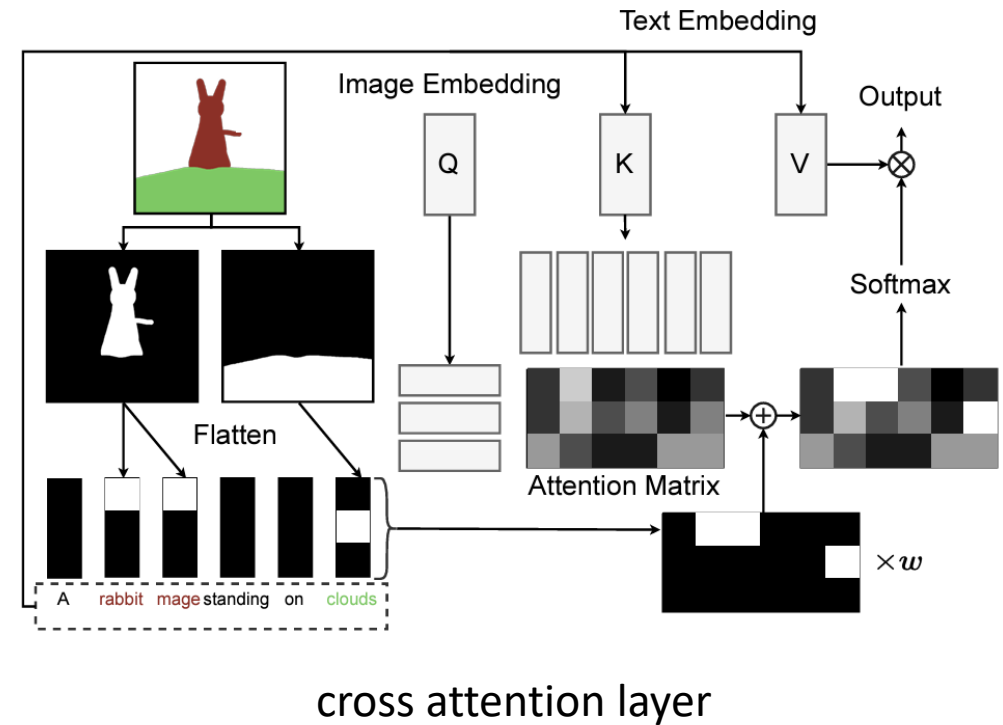 Text Embedding
Image Embedding
Output
Q
K
V
Softmax
Flatten
Attention Matrix
A rabbit mage standing on clouds
×w
cross attention layer